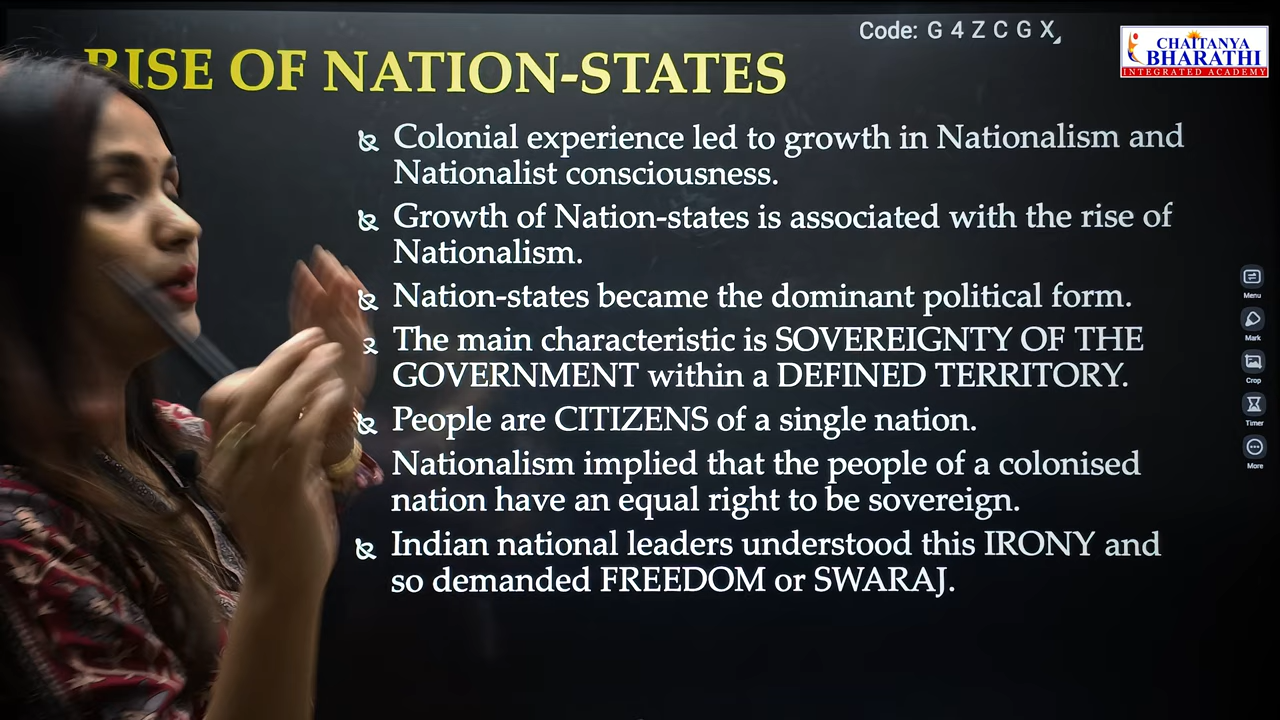 Code: G 4 Z C G X
CHAITANYA
BHARATHI
INTEGRATED ACADEMY
RISE OF NATION-STATES
Colonial experience led to growth in Nationalism and
Nationalist consciousness.
Growth of Nation-states is associated with the rise of
Nationalism.
Nation-states became the dominant political form.
The main characteristic is SOVEREIGNTY OF THE
GOVERNMENT within a DEFINED TERRITORY.
People are CITIZENS of a single nation.
Nationalism implied that the people of a colonised
nation have an equal right to be sovereign.
Indian national leaders understood this IRONY and
so demanded FREEDOM or SWARAJ.
Menu
Mark
Crop
Timer
More